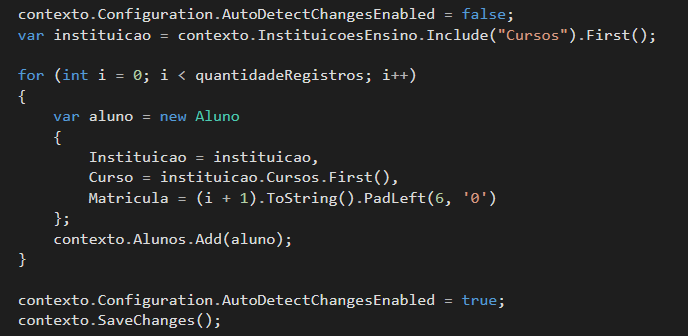 contexto.Configuration.AutoDetectChangesEnabled = false;
var instituicao = contexto.InstituicoesEnsino.Include("Cursos").First();
for (int i = 0; i < quantidadeRegistros; i++)
{
var aluno = new Aluno
{
Instituicao = instituicao,
Curso = instituicao.Cursos.First(),
Matricula = (i + 1).ToString().PadLeft(6, '0')
};
contexto.Alunos.Add(aluno);
}
contexto.Configuration.AutoDetectChangesEnabled = true;
contexto.SaveChanges();